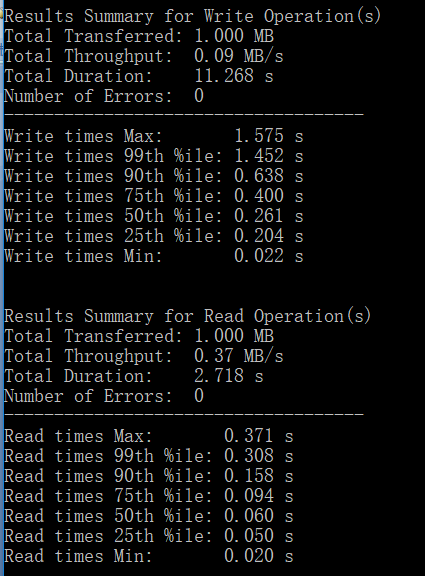 Results Summary for Write Operation(s)
Total Transferred: 1.000 MB
Total Throughput:  0.09 MB/s
Total Duration:    11.268 s
Number of Errors:  0
------------------------------------
Write times Max:       1.575 s
Write times 99th %ile: 1.452 s
Write times 90th %ile: 0.638 s
Write times 75th %ile: 0.400 s
Write times 50th %ile: 0.261 s
Write times 25th %ile: 0.204 s
Write times Min:       0.022 s
Results Summary for Read Operation(s)
Total Transferred: 1.000 MB
Total Throughput:  0.37 MB/s
Total Duration:    2.718 s
Number of Errors:  0
------------------------------------
Read times Max:       0.371 s
Read times 99th %ile: 0.308 s
Read times 90th %ile: 0.158 s
Read times 75th %ile: 0.094 s
Read times 50th %ile: 0.060 s
Read times 25th %ile: 0.050 s
Read times Min:       0.020 s